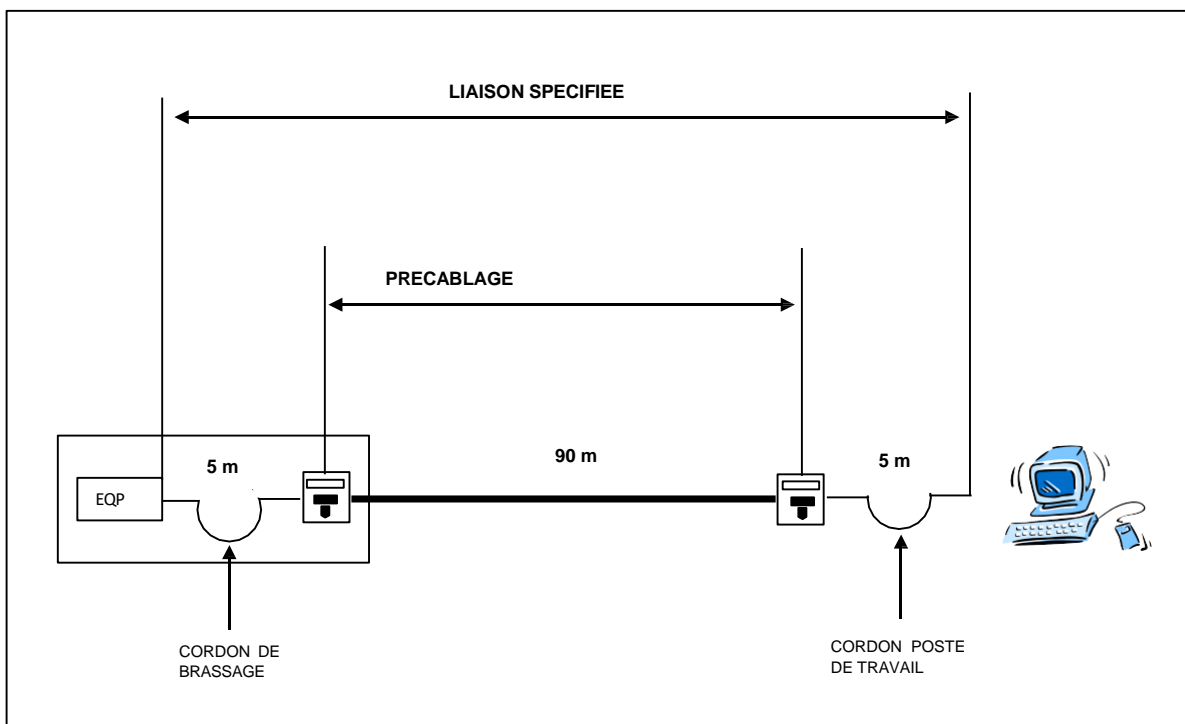 LIAISON SPECIFIEE
PRECABLAGE
5 m
90 m
5 m
EQP
CORDON DE
BRASSAGE
CORDON POSTE
DE TRAVAIL